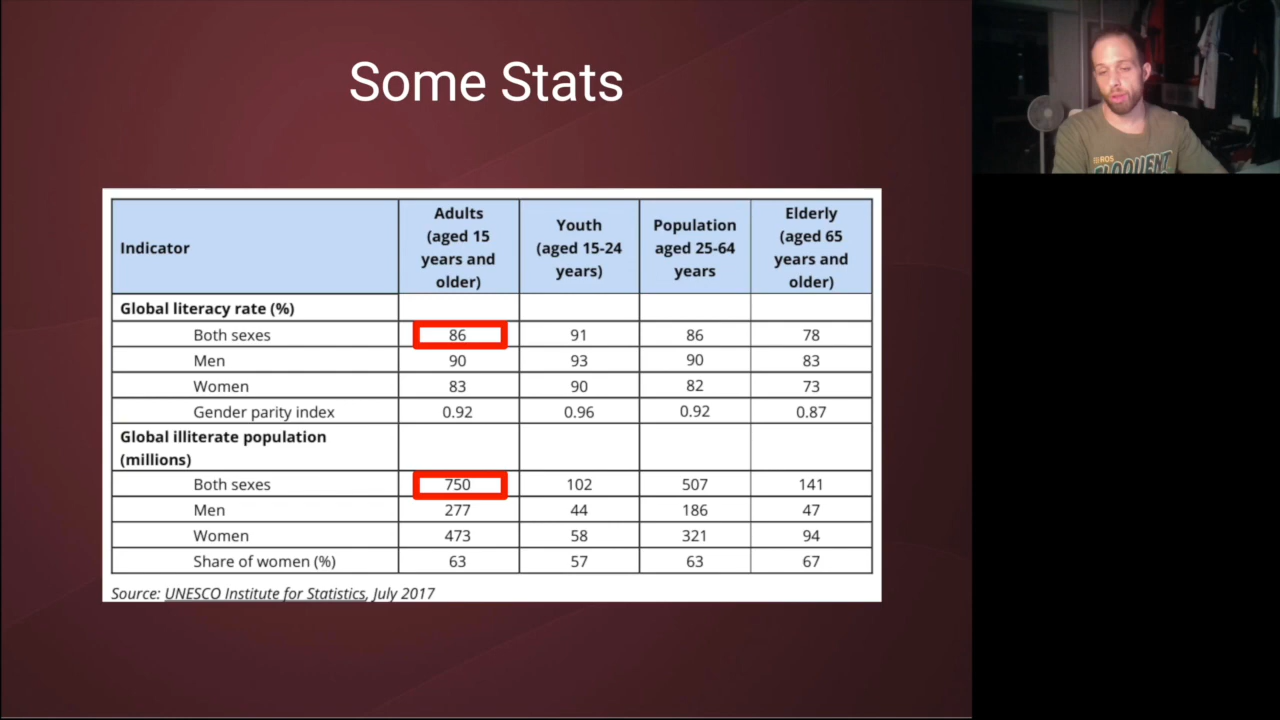 Some Stats
Indicator
Adults
(aged 15
years and
older)
Youth
(aged 15-24
years)
Population
aged 25-64
years
Elderly
(aged 65
years and
older)
Global literacy rate (%)
Both sexes 86 91 86 78
Men 90 93 90 83
Women 83 90 82 73
Gender parity index 0.92 0.96 0.92 0.87
Global illiterate population
(millions)
Both sexes 750 102 507 141
Men 277 44 186 47
Women 473 58 321 94
Share of women (%) 63 57 63 67
Source: UNESCO Institute for Statistics, July 2017
ROS
ELOQUENT